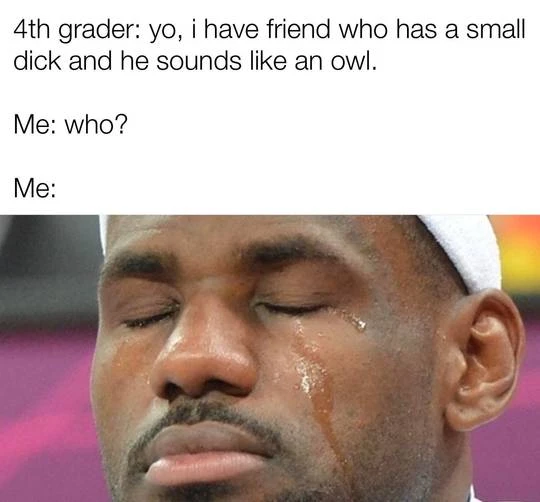 4th grader: yo, i have friend who has a small
dick and he sounds like an owl.
Me: who?
Me: